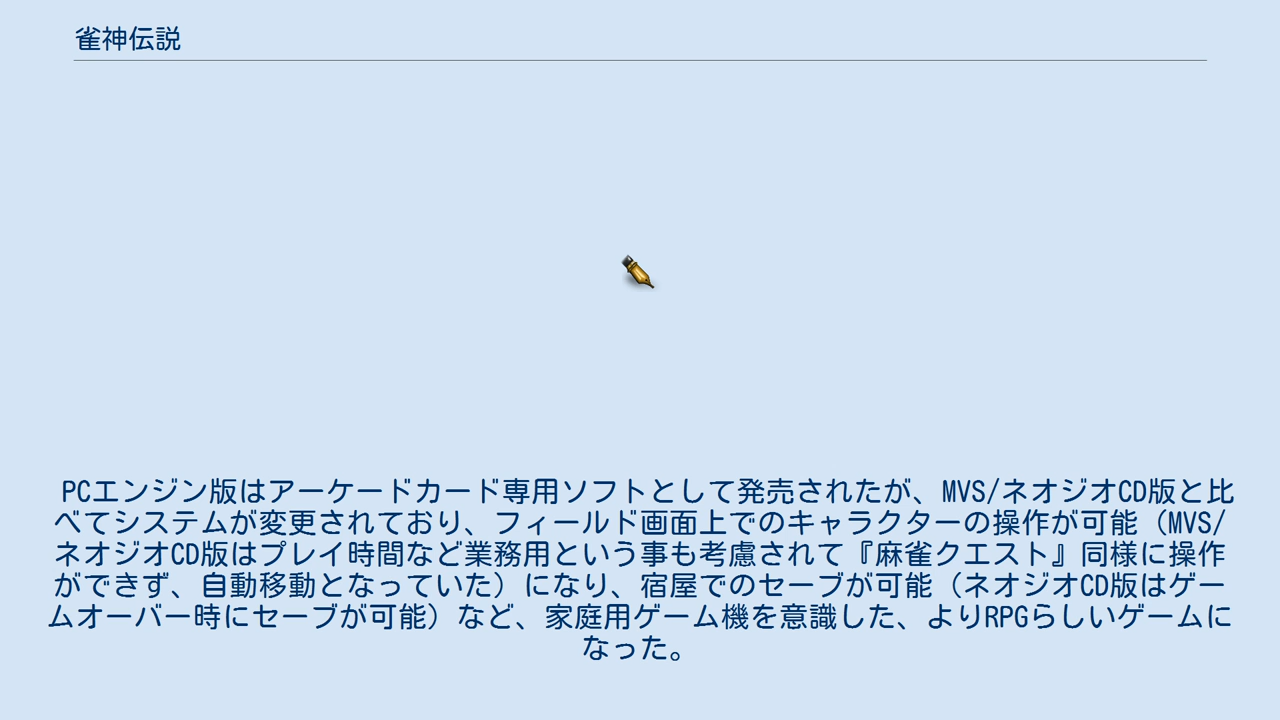 雀神伝説
PCエンジン版はアーケードカード専用ソフトとして発売されたが、MVS/ネオジオCD版と比
べてシステムが変更されており、フィールド画面上でのキャラクターの操作が可能（MVS/
ネオジオCD版はプレイ時間など業務用という事も考慮されて『麻雀クエスト』同様に操作
ができず、自動移動となっていた）になり、宿屋でのセーブが可能（ネオジオCD版はゲー
ムオーバー時にセーブが可能）など、家庭用ゲーム機を意識した、よりRPGらしいゲームに
なった。